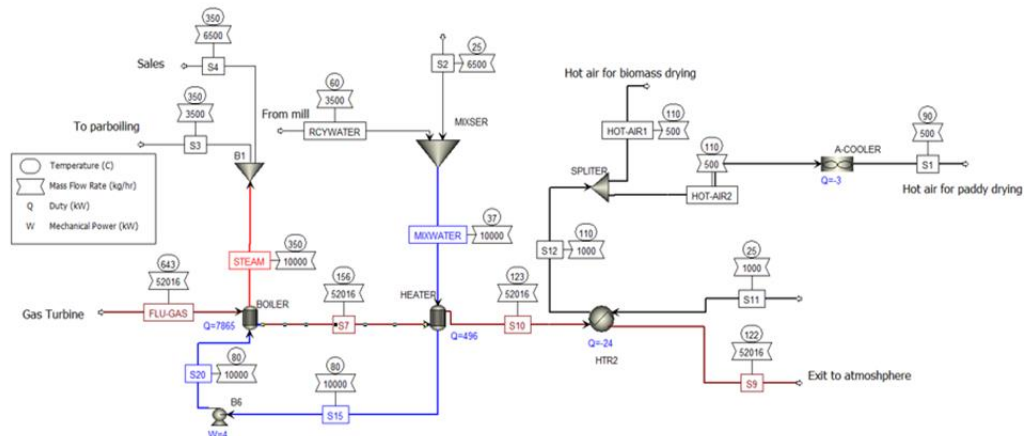 350
6500
Sales
S4
25
6500
S2
60
3500
From mill
RCYWATER
MIXSER
350
3500
To parboiling
S3
B1
Temperature (C)
Mass Flow Rate (kg/hr)
Q Duty (kW)
W Mechanical Power (kW)
Hot air for biomass drying
110
500
HOT-AIR1
SPLITER
110
500
HOT-AIR2
A-COOLER
Q=-3
90
500
S1
Hot air for paddy drying
37
10000
MIXWATER
350
10000
STEAM
110
1000
S12
25
1000
S11
643
52016
FLU-GAS
Gas Turbine
BOILER
Q=7865
156
52016
S7
HEATER
Q=496
123
52016
S10
Q=-24
HTR2
122
52016
S9
Exit to atmoshphere
80
10000
S20
80
10000
S15
B6
W=4